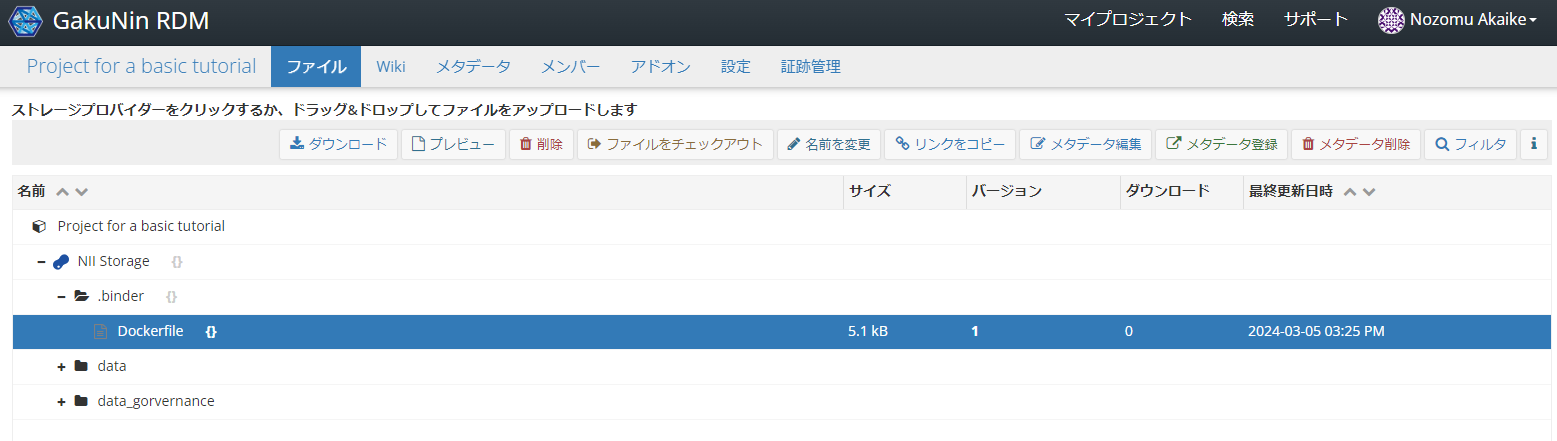 GakuNin RDM マイプロジェクト 検索 サポート Nozomu Akaike
Project for a basic tutorial ファイル Wiki メタデータ メンバー アドオン 設定 証跡管理
ストレージプロバイダーをクリックするか、ドラッグ&ドロップしてファイルをアップロードします
ダウンロード プレビュー 削除 ファイルをチェックアウト 名前を変更 リンクをコピー メタデータ編集 メタデータ登録 メタデータ削除 フィルタ i
名前 サイズ バージョン ダウンロード 最終更新日時
Project for a basic tutorial
NII Storage {}
.binder {}
Dockerfile {} 5.1 kB 1 0 2024-03-05 03:25 PM
data
data_gorvernance